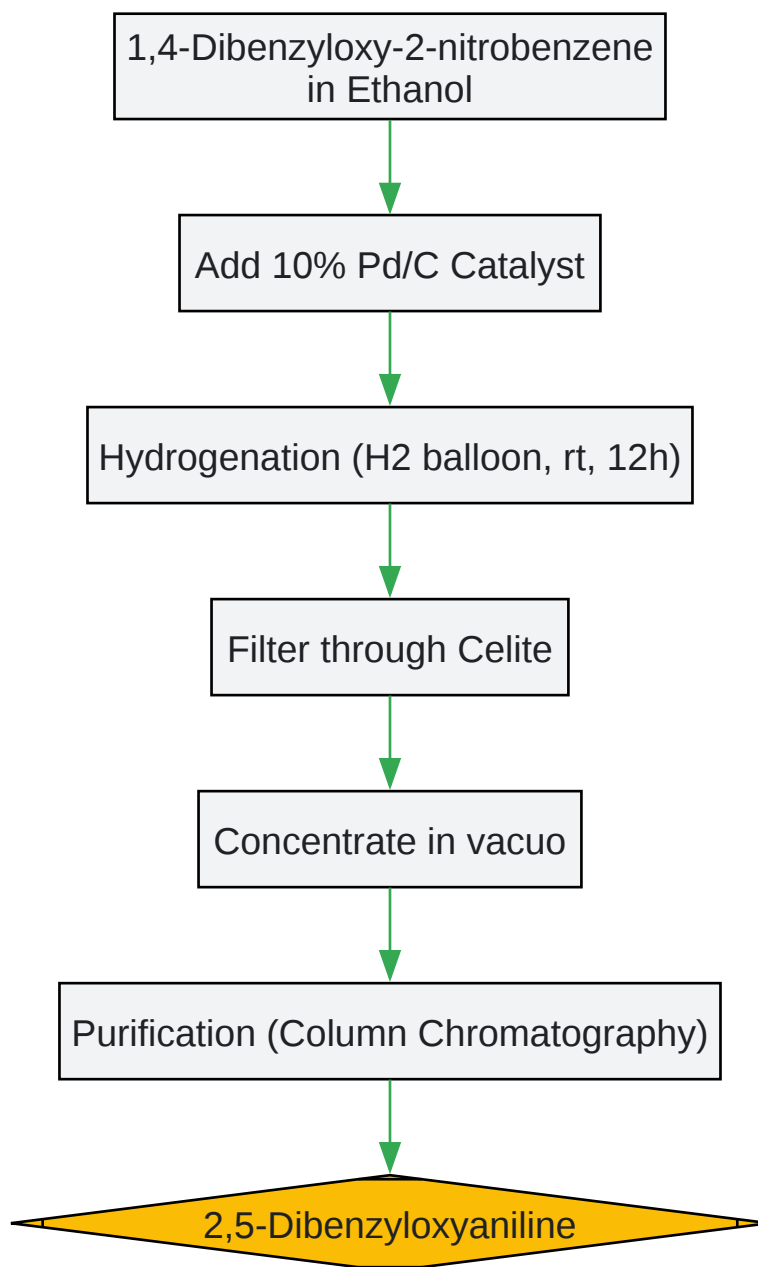 1,4-Dibenzyloxy-2-nitrobenzene
in Ethanol
Add 10% Pd/C Catalyst
Hydrogenation (H2 balloon, rt, 12h)
Filter through Celite
Concentrate in vacuo
Purification (Column Chromatography)
2,5-Dibenzyloxyaniline